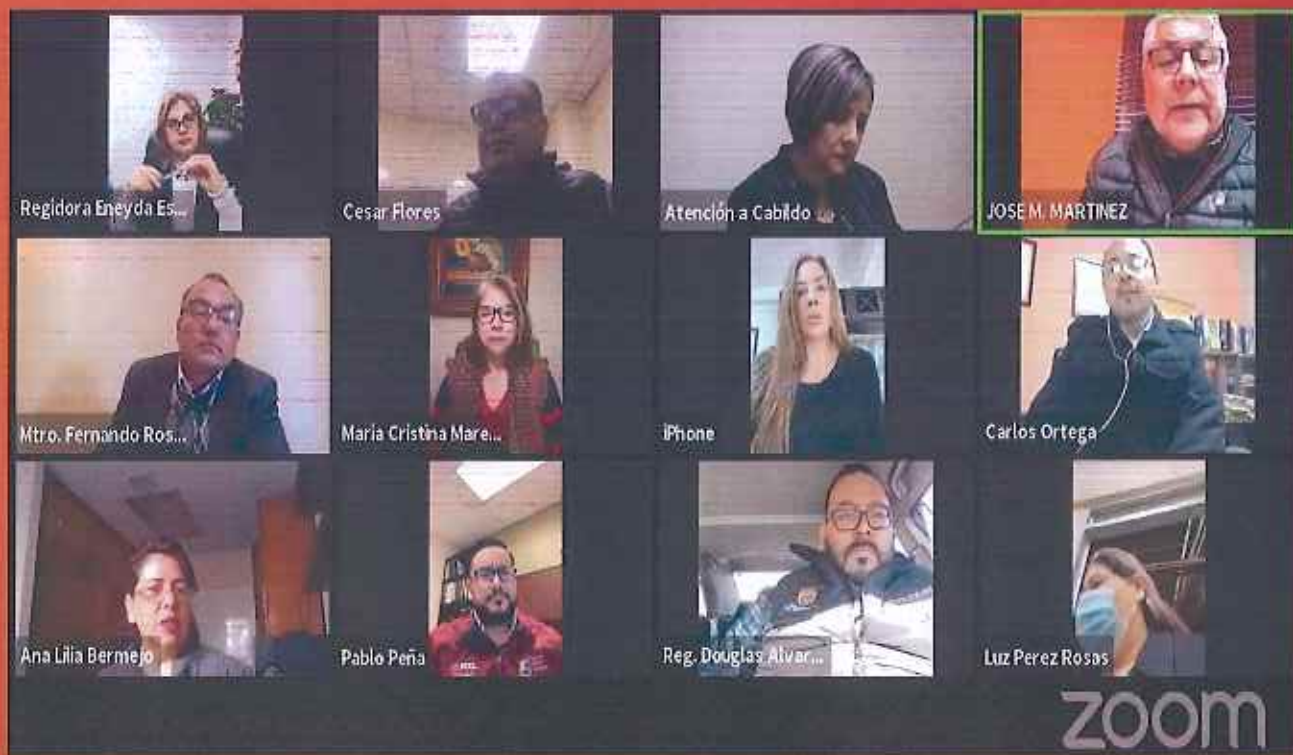 Regidora Eneyda Es...
Cesar Flores
Atención a Cabildo
JOSE M. MARTINEZ
Mtro. Fernando Ros...
Maria Cristina Mare...
iPhone
Carlos Ortega
Ana Lilia Bermejo
Pablo Peña
Reg. Douglas Alvar...
Luz Perez Rosas
zoom